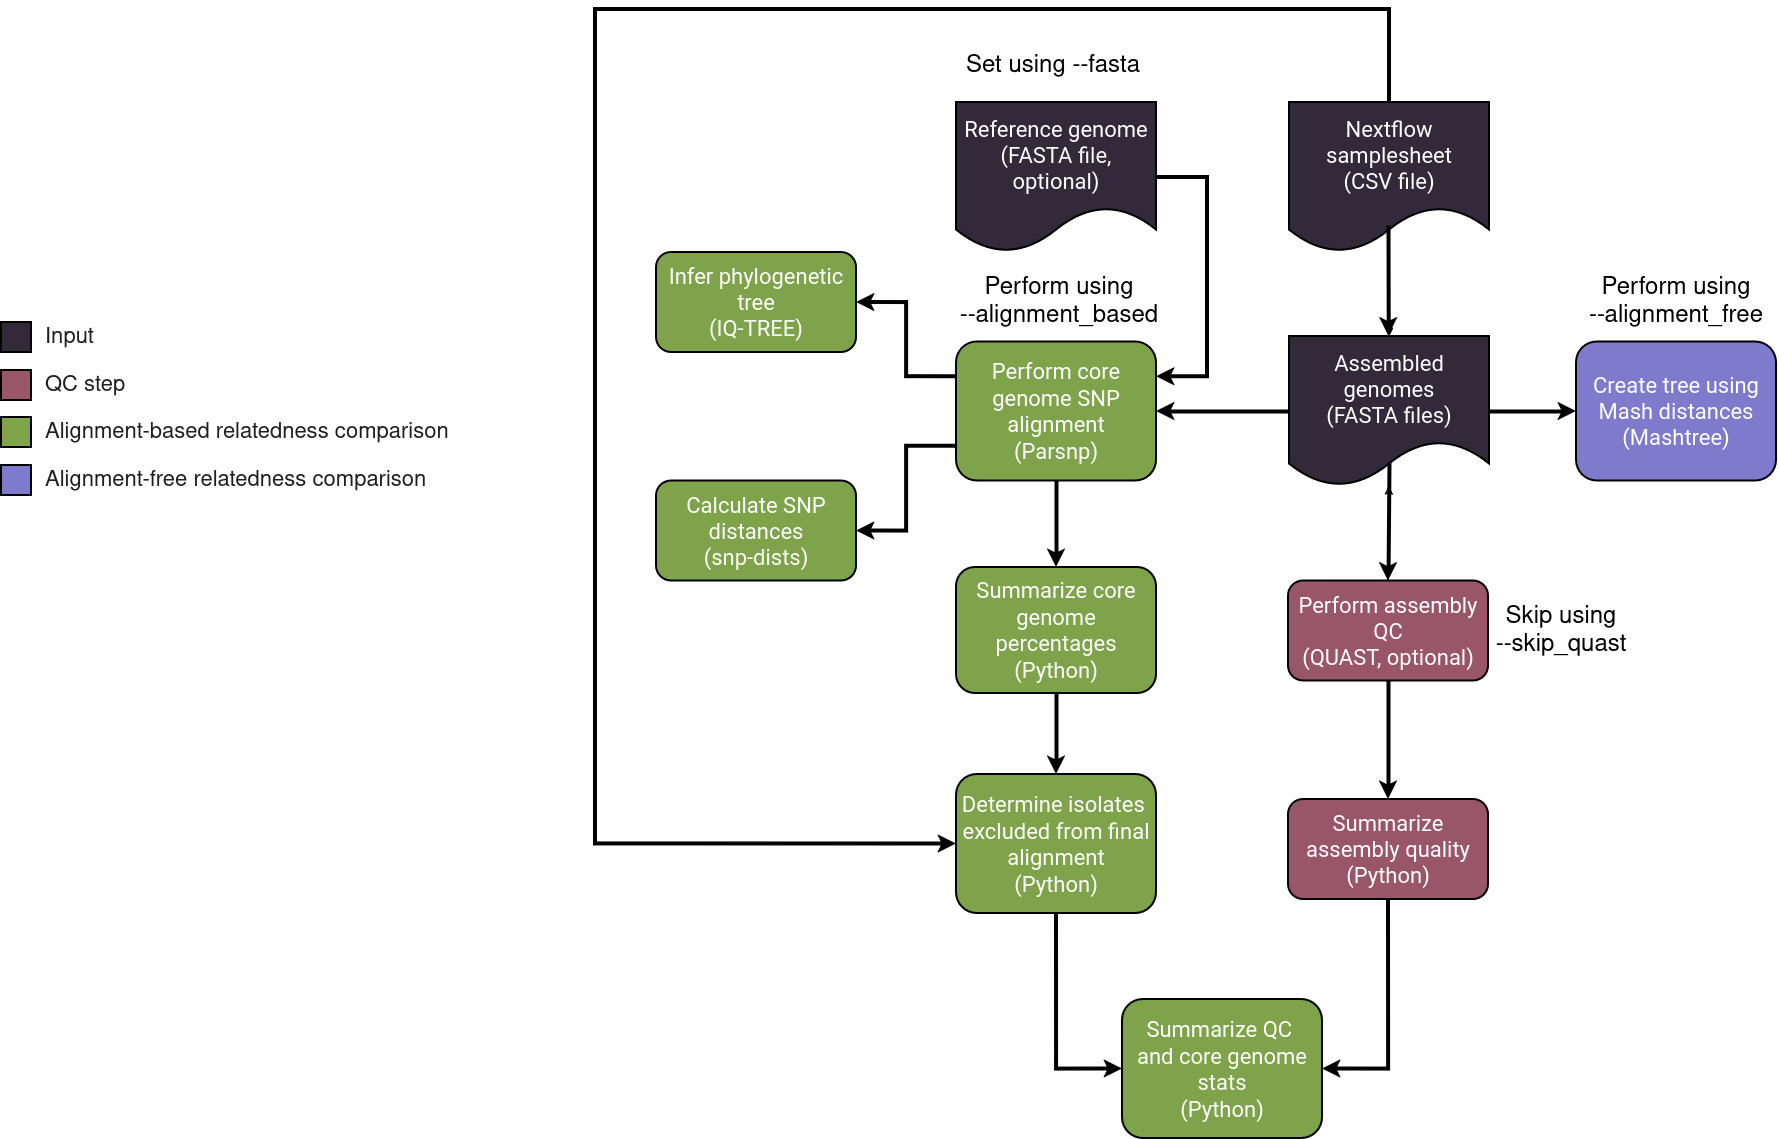 Set using --fasta
Reference genome
(FASTA file,
optional)
Nextflow
samplesheet
(CSV file)
Infer phylogenetic
tree
(IQ-TREE)
Perform using
--alignment_based
Perform using
--alignment_free
Input
QC step
Alignment-based relatedness comparison
Alignment-free relatedness comparison
Perform core
genome SNP
alignment
(Parsnp)
Assembled
genomes
(FASTA files)
Create tree using
Mash distances
(Mashtree)
Calculate SNP
distances
(snp-dists)
Summarize core
genome
percentages
(Python)
Perform assembly
QC
(QUAST, optional)
Skip using
--skip_quast
Determine isolates
excluded from final
alignment
(Python)
Summarize
assembly quality
(Python)
Summarize QC
and core genome
stats
(Python)